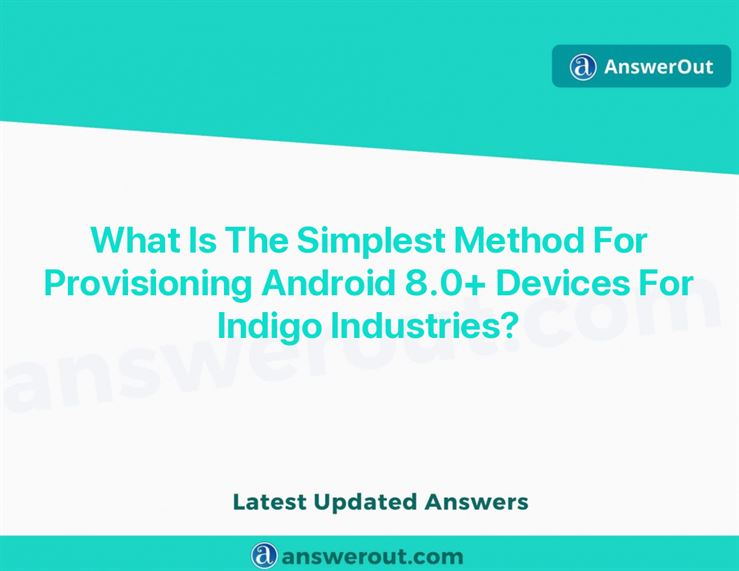 AnswerOut
What Is The Simplest Method For
Provisioning Android 8.0+ Devices For
Indigo Industries?
answerout.com
Latest Updated Answers
answerout.com